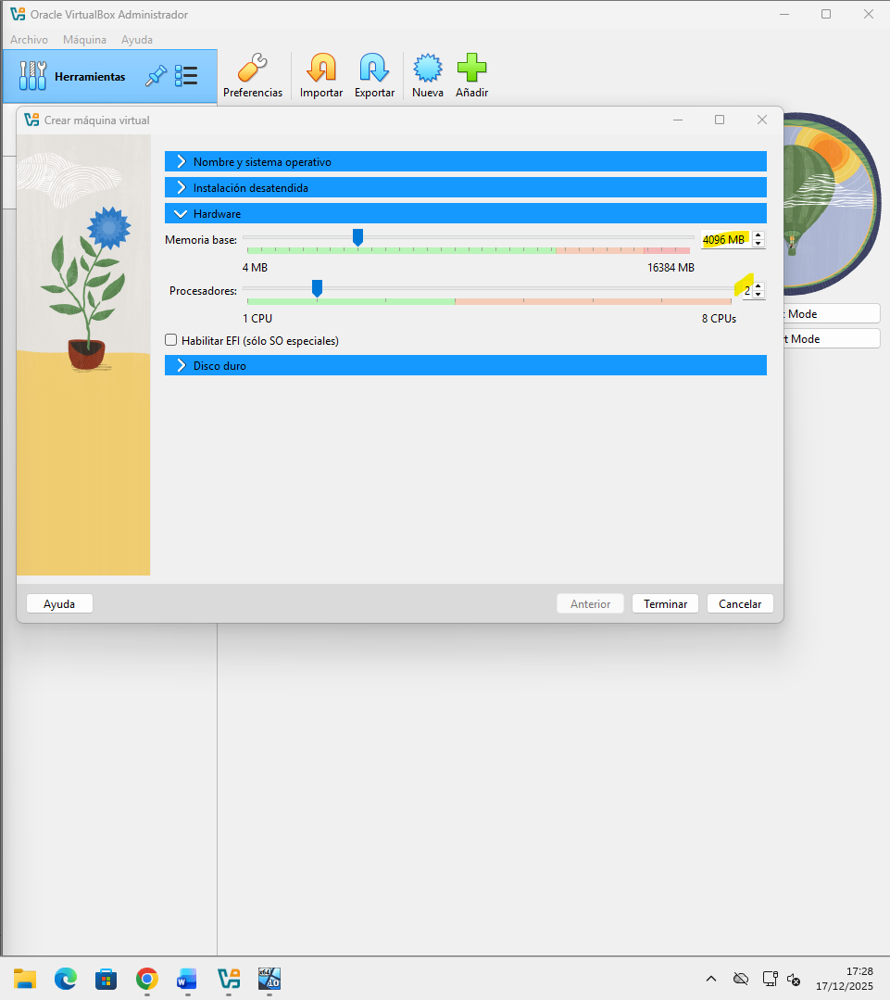 Oracle VirtualBox Administrador
Archivo Máquina Ayuda
Herramientas
Preferencias Importar Exportar Nueva Añadir
Crear máquina virtual
Nombre y sistema operativo
Instalación desatendida
Hardware
Memoria base: 4096 MB
4 MB 16384 MB
Procesadores: 2
1 CPU 8 CPUs
Mode
Habilitar EFI (sólo SO especiales)
Mode
Disco duro
Ayuda Anterior Terminar Cancelar
x64 10
W
17:28
17/12/2025